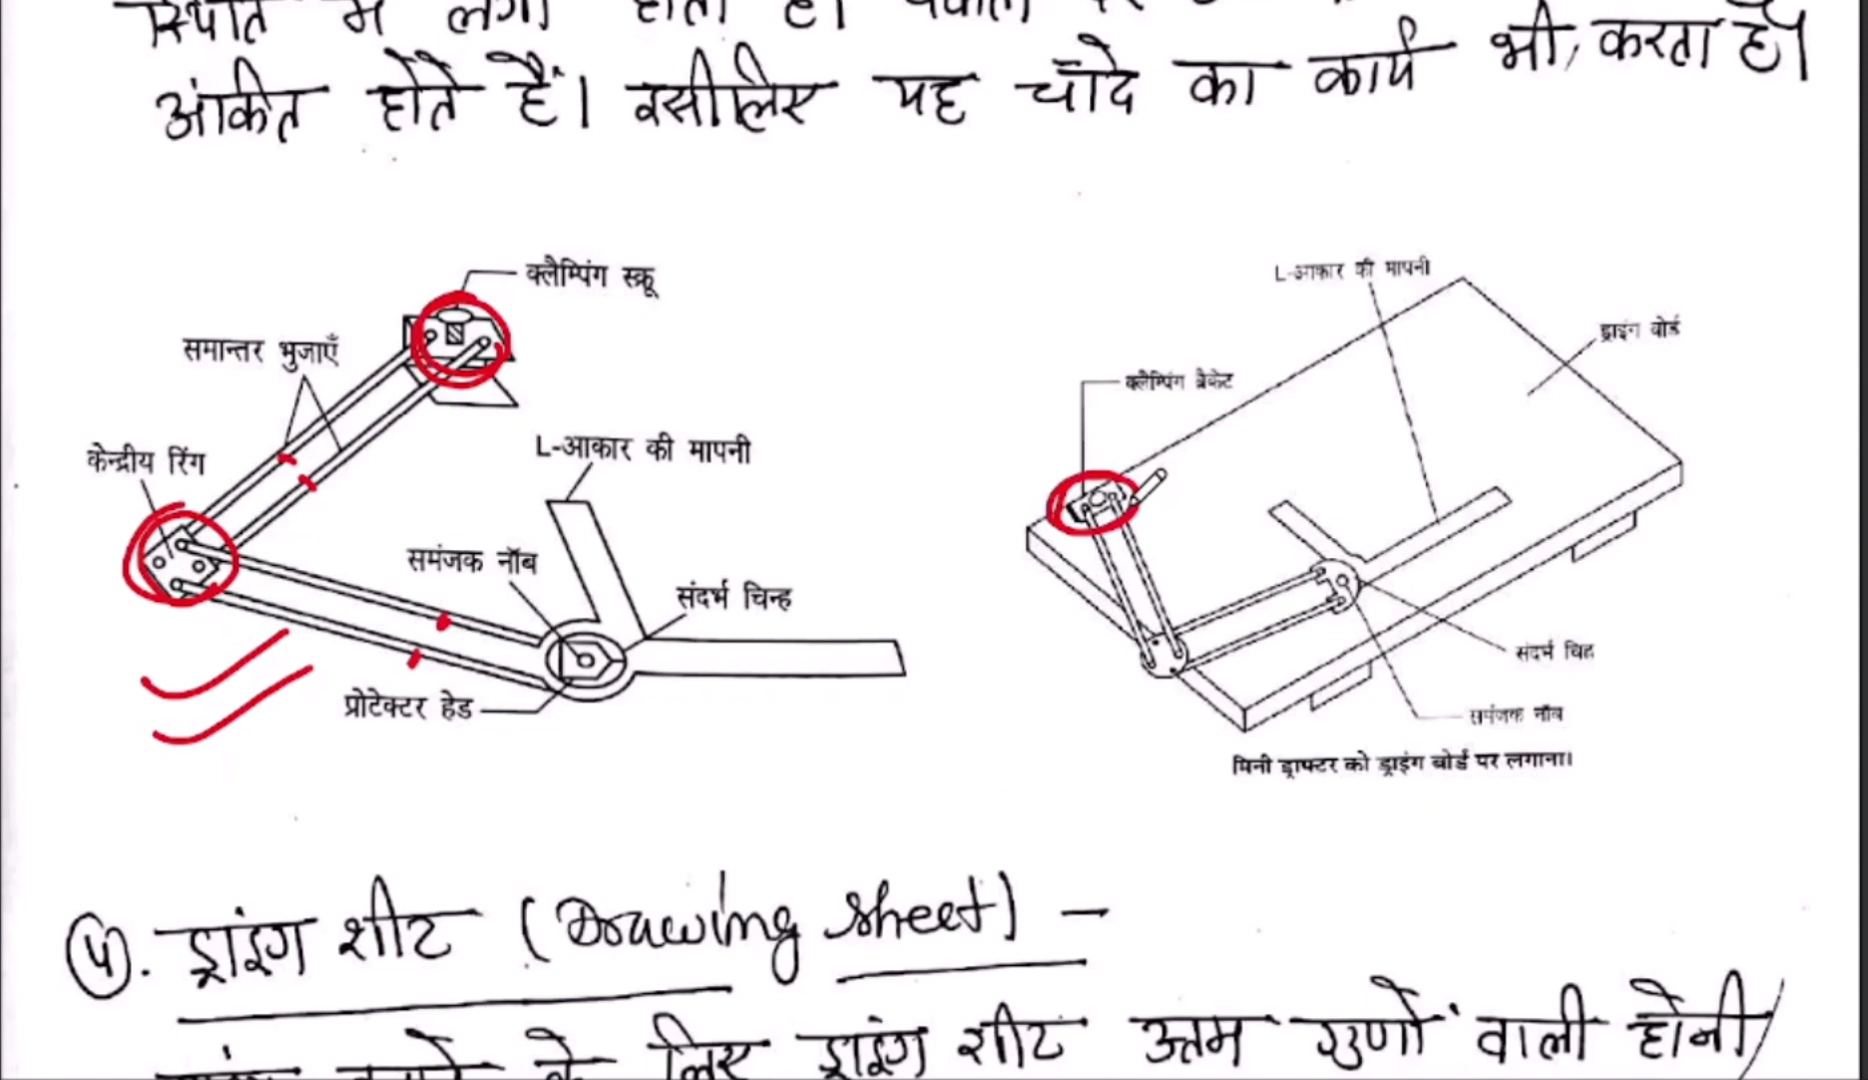 में लगा होता है।
अंकित होते हैं। इसीलिए यह चाँदे का कार्य भी, करता है।
क्लैम्पिंग स्क्रू
समान्तर भुजाएँ
केन्द्रीय रिंग
L-आकार की मापनी
समंजक नॉब
संदर्भ चिन्ह
प्रोटेक्टर हेड
L-आकार की मापनी
ड्राइंग बोर्ड
क्लैम्पिंग ब्रैकेट
संदर्भ चिह्न
समंजक नॉब
मिनी ड्राफ्टर को ड्राइंग बोर्ड पर लगाना।
ड्राइंग शीट (Drawing Sheet) —
के लिए ड्राइंग शीट उत्तम गुणों वाली होनी